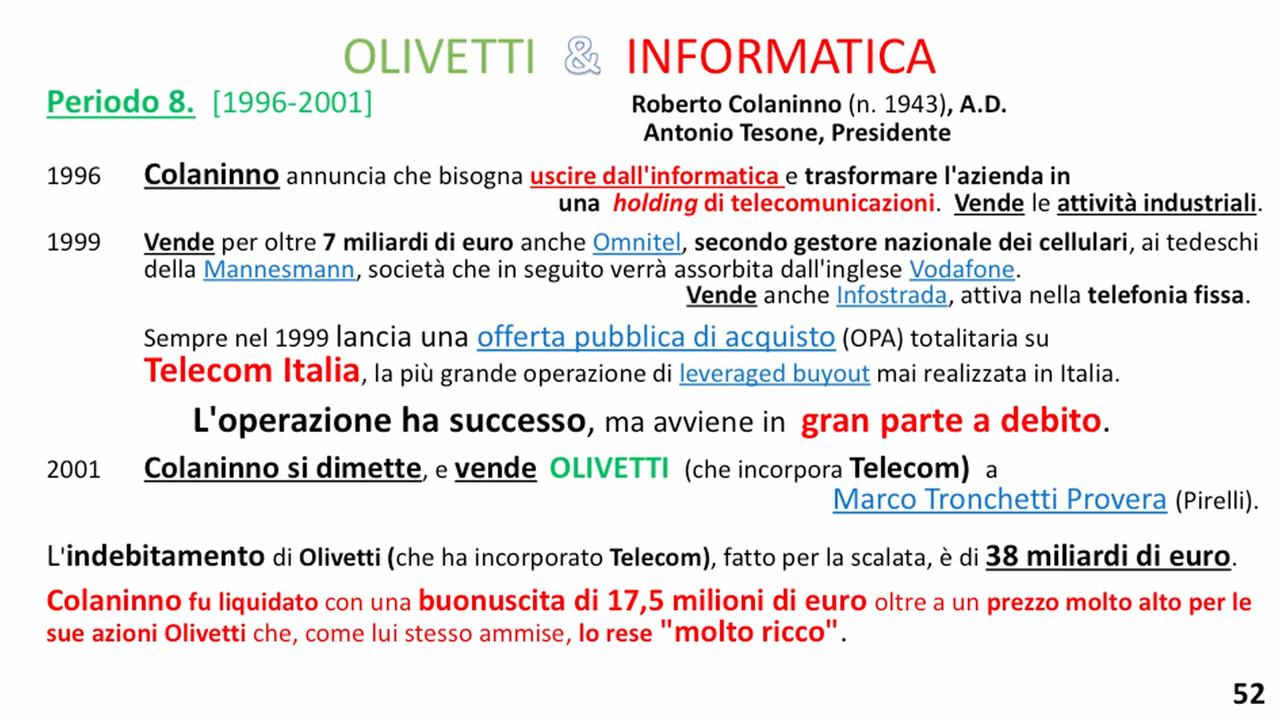 OLIVETTI & INFORMATICA
Periodo 8. [1996-2001]
Roberto Colaninno (n. 1943), A.D.
Antonio Tesone, Presidente
1996 Colaninno annuncia che bisogna uscire dall'informatica e trasformare l'azienda in
una holding di telecomunicazioni. Vende le attività industriali.
1999 Vende per oltre 7 miliardi di euro anche Omnitel, secondo gestore nazionale dei cellulari, ai tedeschi
della Mannesmann, società che in seguito verrà assorbita dall'inglese Vodafone.
Vende anche Infostrada, attiva nella telefonia fissa.
Sempre nel 1999 lancia una offerta pubblica di acquisto (OPA) totalitaria su
Telecom Italia, la più grande operazione di leveraged buyout mai realizzata in Italia.
L'operazione ha successo, ma avviene in gran parte a debito.
2001 Colaninno si dimette, e vende OLIVETTI (che incorpora Telecom) a
Marco Tronchetti Provera (Pirelli).
L'indebitamento di Olivetti (che ha incorporato Telecom), fatto per la scalata, è di 38 miliardi di euro.
Colaninno fu liquidato con una buonuscita di 17,5 milioni di euro oltre a un prezzo molto alto per le
sue azioni Olivetti che, come lui stesso ammise, lo rese "molto ricco".
52